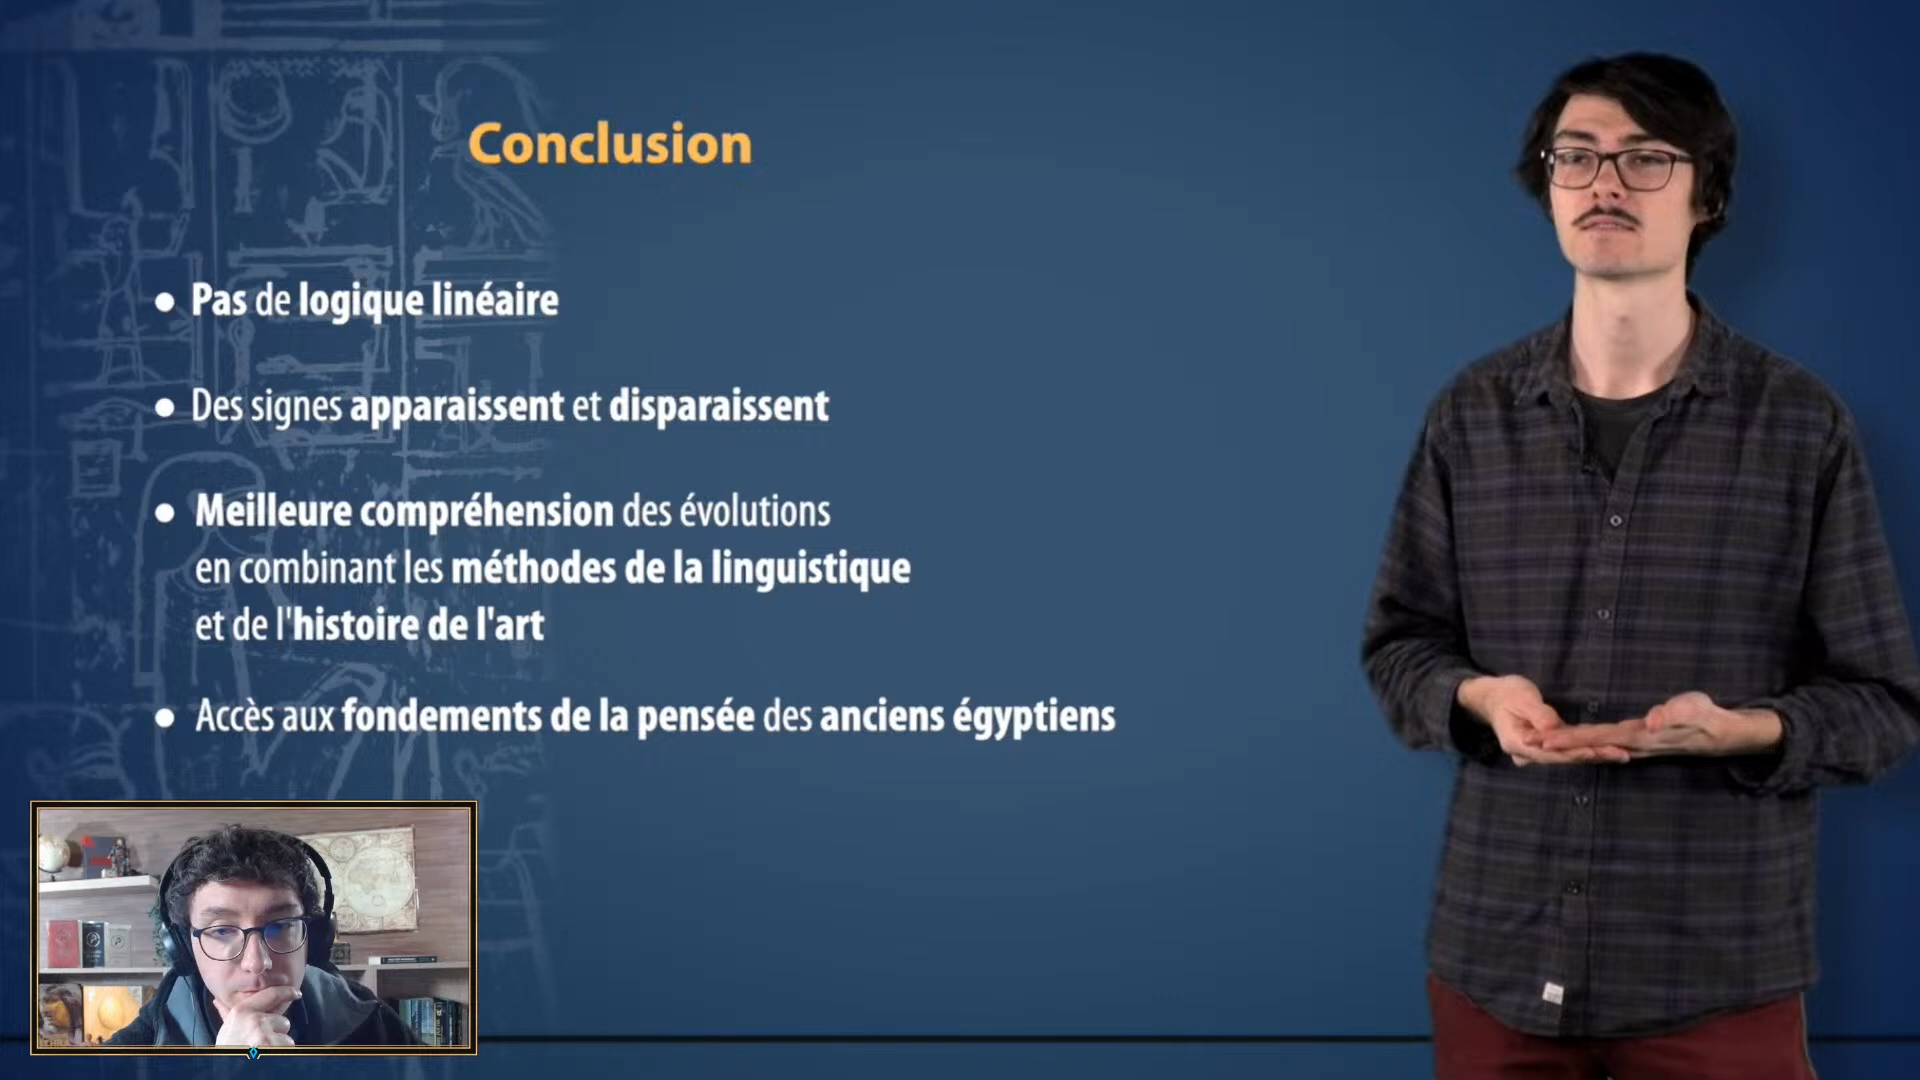 Conclusion
● Pas de logique linéaire
● Des signes apparaissent et disparaissent
● Meilleure compréhension des évolutions
en combinant les méthodes de la linguistique
et de l'histoire de l'art
● Accès aux fondements de la pensée des anciens égyptiens